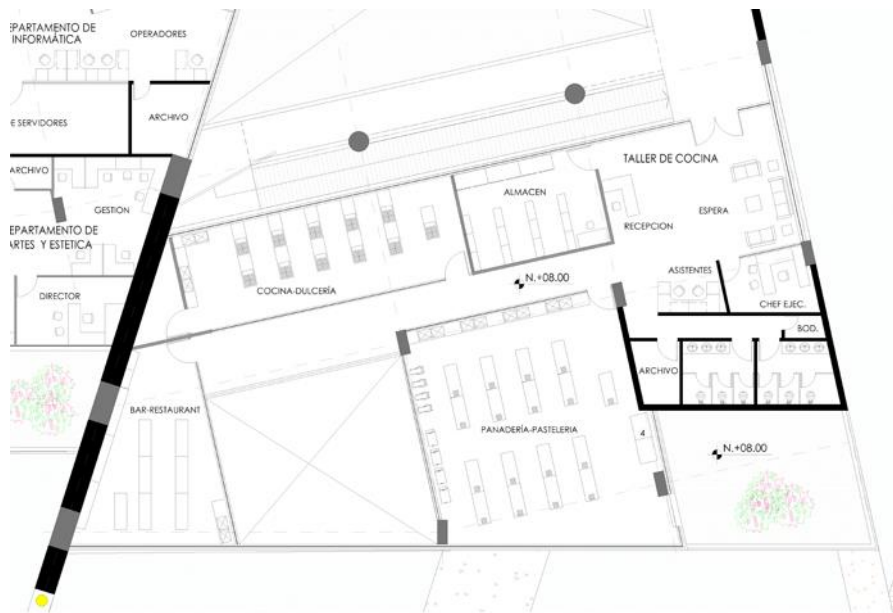 EPARTAMENTO DE
INFORMÁTICA
OPERADORES
E SERVIDORES
ARCHIVO
ARCHIVO
GESTION
DEPARTAMENTO DE
ARTES Y ESTETICA
DIRECTOR
TALLER DE COCINA
ALMACEN
ESPERA
RECEPCION
COCINA-DULCERÍA
N.+08.00
ASISTENTES
CHEF EJEC.
BOD.
ARCHIVO
BAR-RESTAURANT
PANADERÍA-PASTELERIA
4
N.+08.00